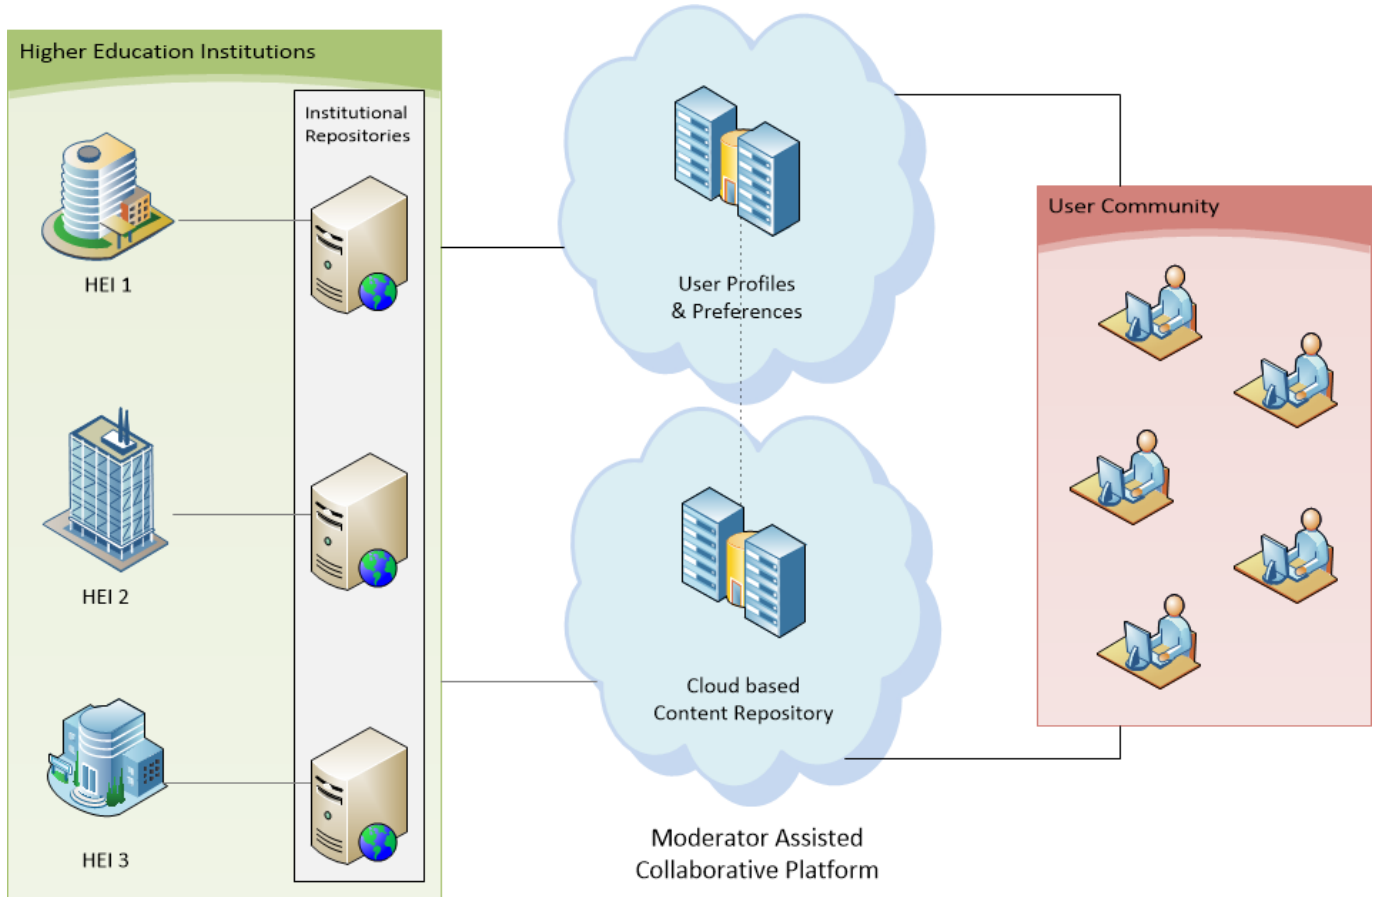 Higher Education Institutions
Institutional
Repositories
HEI 1
HEI 2
HEI 3
User Profiles
& Preferences
Cloud based
Content Repository
Moderator Assisted
Collaborative Platform
User Community